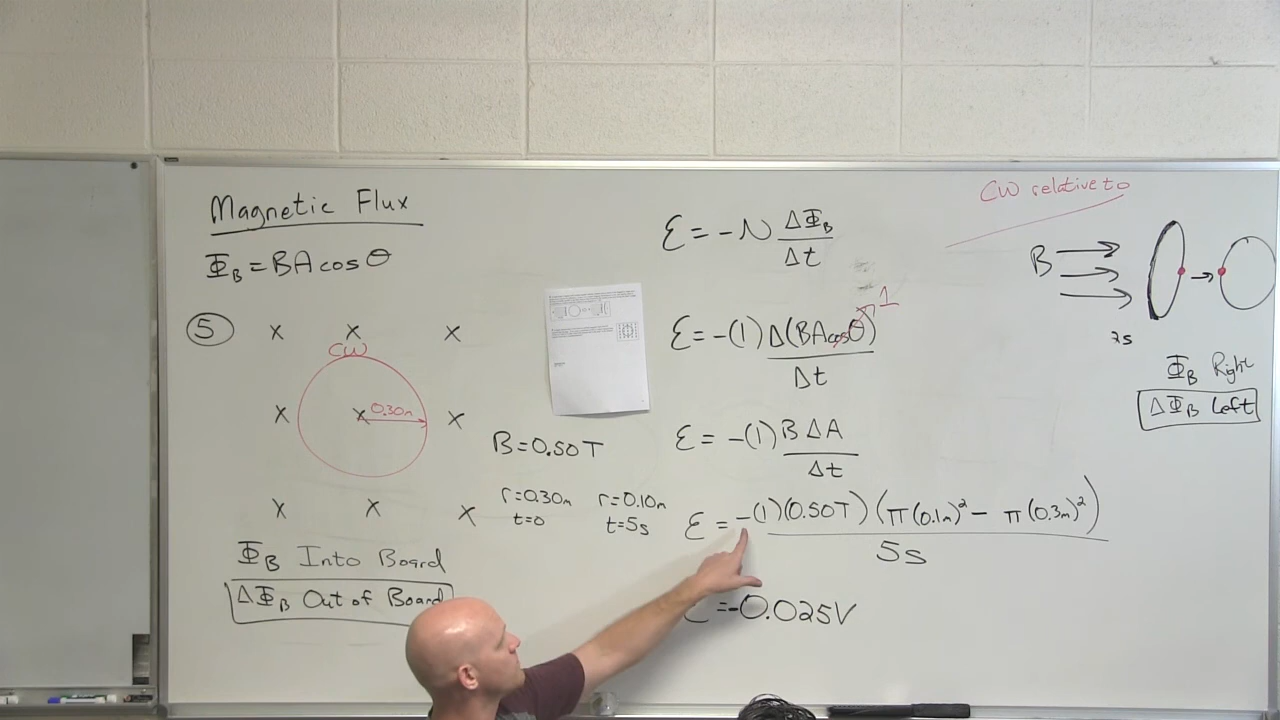 Magnetic Flux
Φ_B = BA cos θ
5
x x x
CW
x x 0.30m x
B = 0.50T
x x x
r=0.30m r=0.10m
t=0 t=5s
Φ_B Into Board
ΔΦ_B Out of Board
ε = -N ΔΦ_B / Δt
1
ε = -(1) Δ(BA cosθ) / Δt
ε = -(1) B ΔA / Δt
ε = -(1)(0.50T)(π(0.1m)² - π(0.3m)²) / 5s
ε = -0.025V
CW relative to
B
Φ_B Right
ΔΦ_B Left